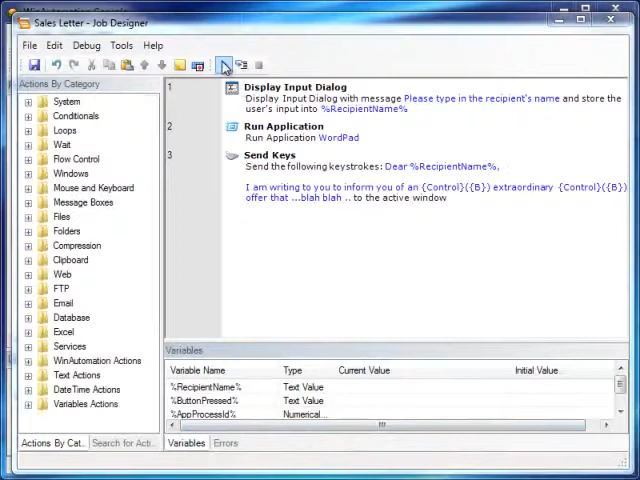 WinAutomation Console
Sales Letter - Job Designer
File Edit Debug Tools Help
Actions By Category
System
Conditionals
Loops
Wait
Flow Control
Windows
Mouse and Keyboard
Message Boxes
Files
Folders
Compression
Clipboard
Web
FTP
Email
Database
Excel
Services
WinAutomation Actions
Text Actions
DateTime Actions
Variables Actions
Actions By Cat... Search for Acti...
1 Display Input Dialog
Display Input Dialog with message Please type in the recipient's name and store the
user's input into %RecipientName%
2 Run Application
Run Application WordPad
3 Send Keys
Send the following keystrokes: Dear %RecipientName%,
I am writing to you to inform you of an {Control}({B}) extraordinary {Control}({B})
offer that ...blah blah .. to the active window
Variables
Variable Name Type Current Value Initial Value
%RecipientName% Text Value
%ButtonPressed% Text Value
%AppProcessId% Numerical...
Variables Errors